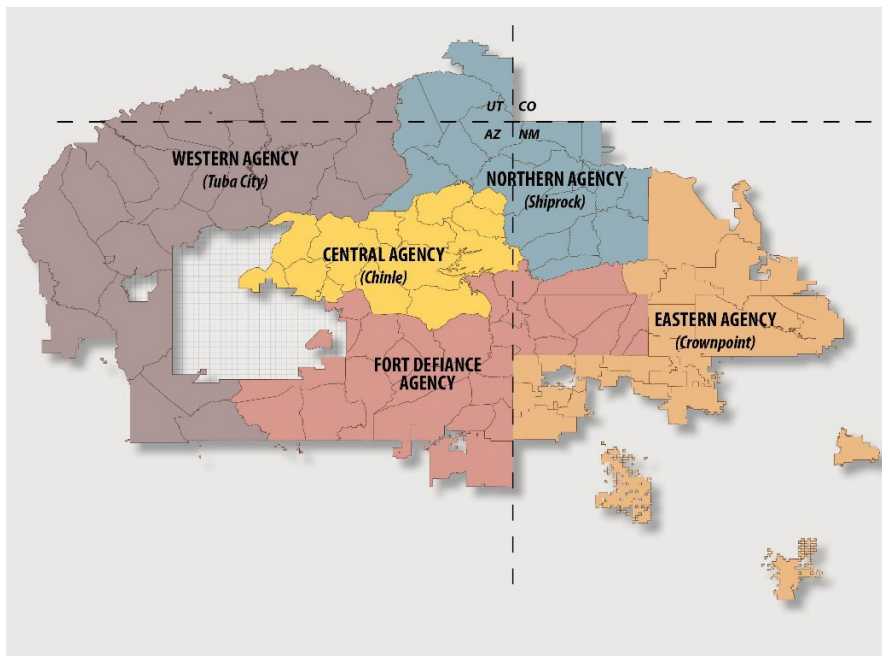 UT CO
AZ NM
WESTERN AGENCY
(Tuba City)
NORTHERN AGENCY
(Shiprock)
CENTRAL AGENCY
(Chinle)
EASTERN AGENCY
(Crownpoint)
FORT DEFIANCE
AGENCY